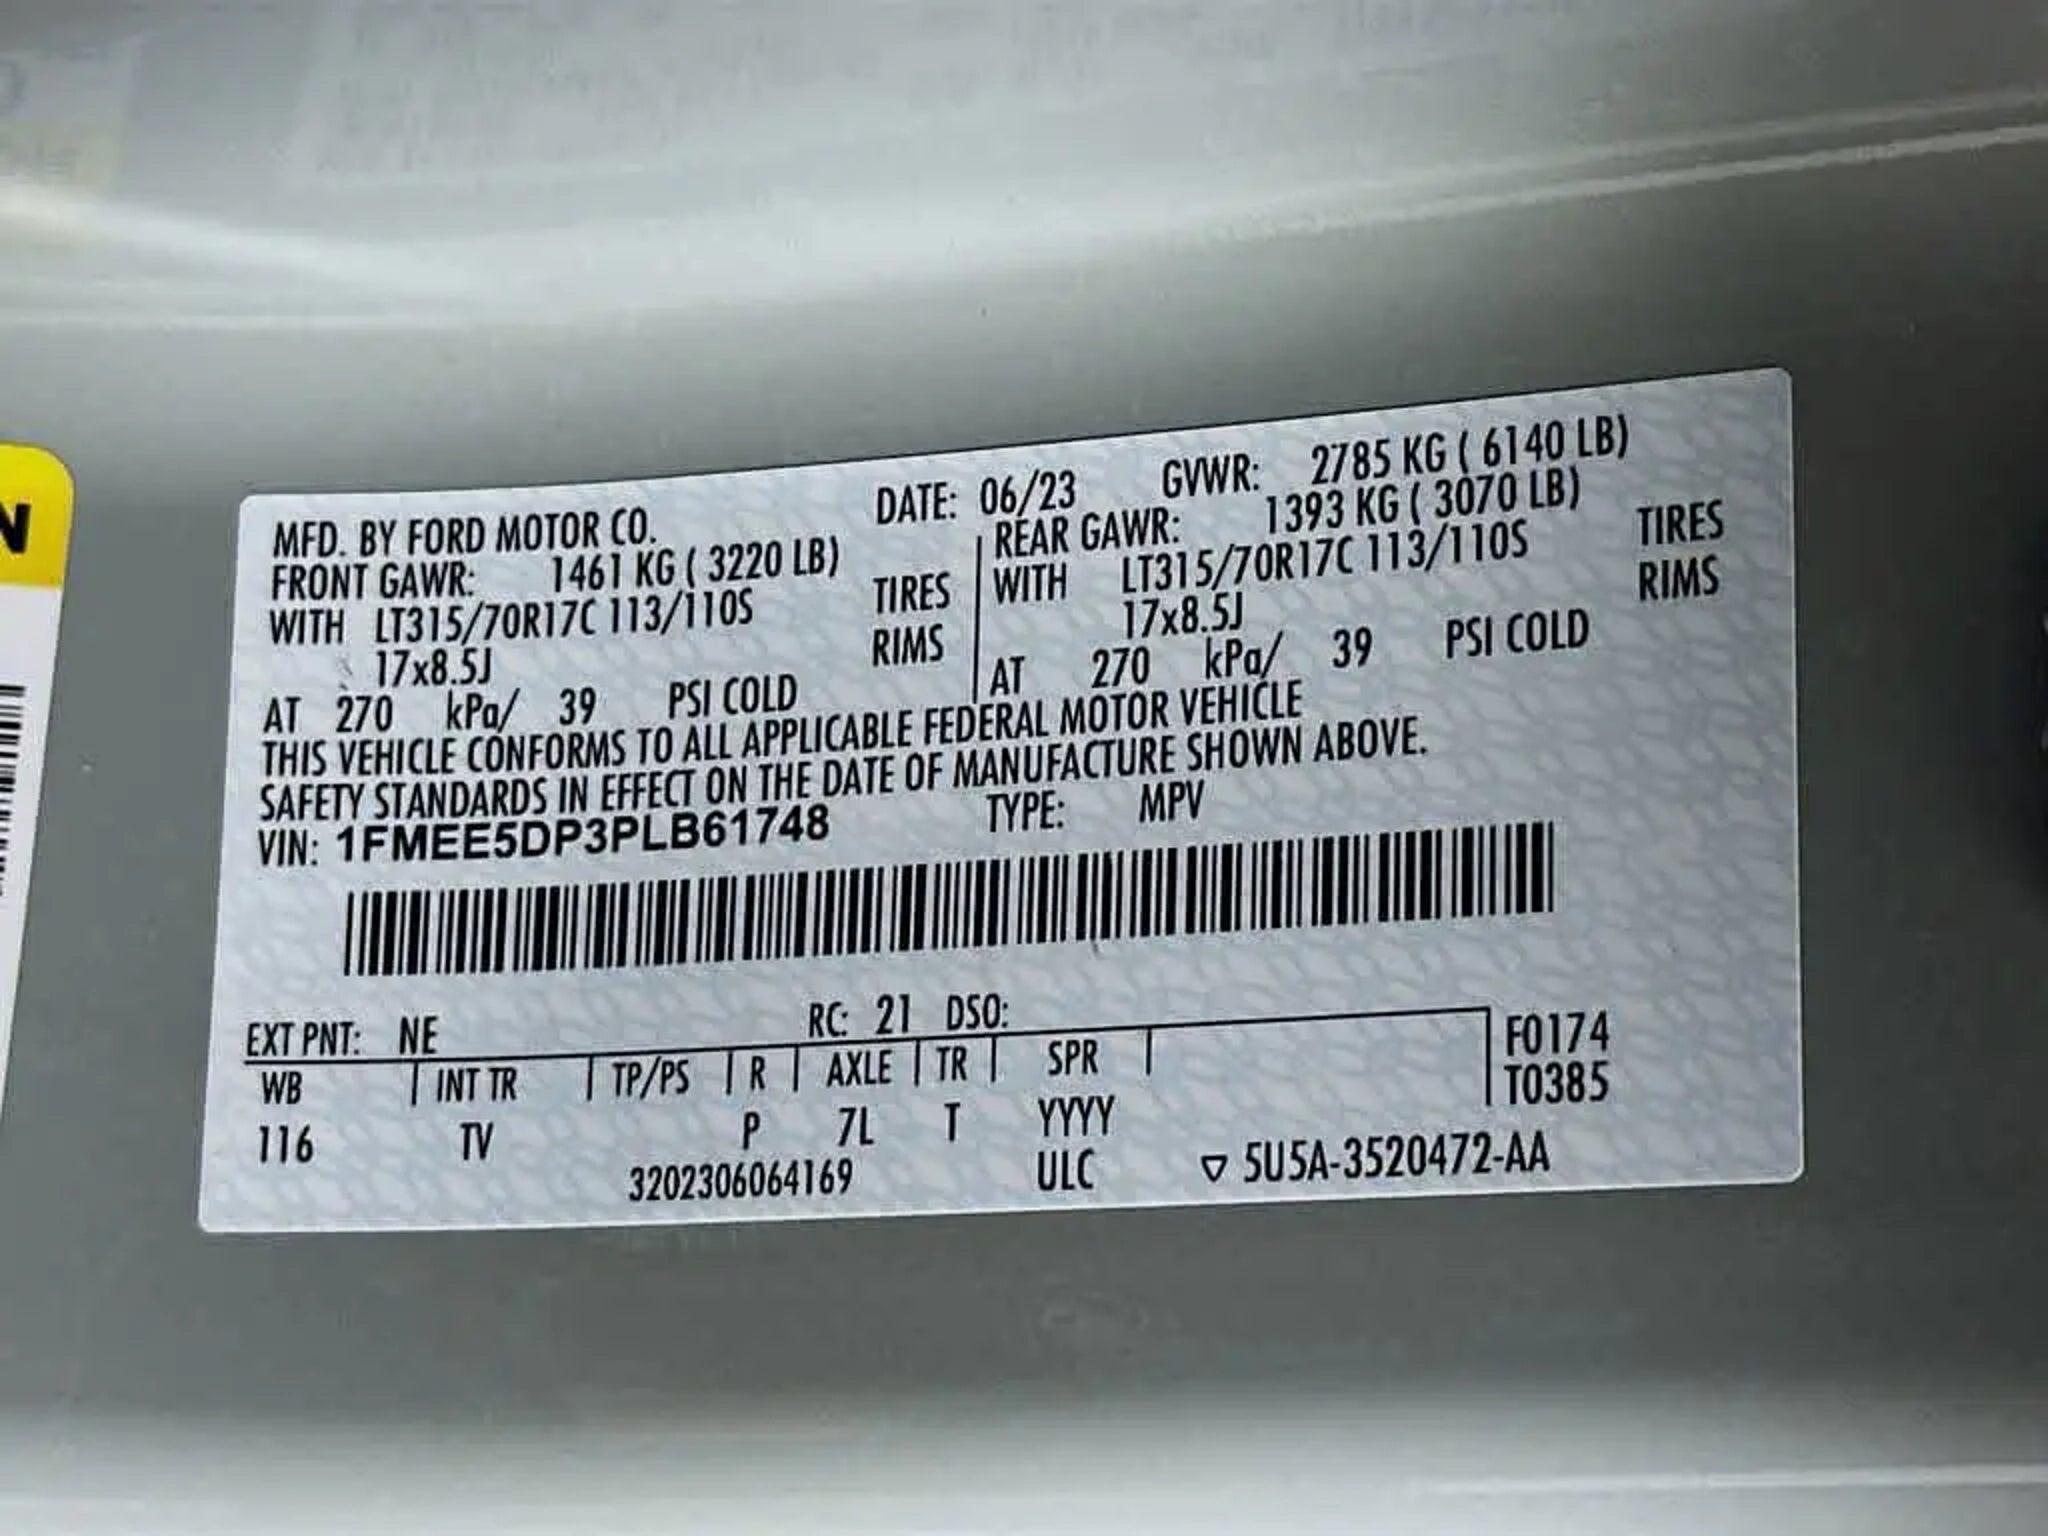 N
MFD. BY FORD MOTOR CO. DATE: 06/23 GVWR: 2785 KG ( 6140 LB)
FRONT GAWR: 1461 KG ( 3220 LB) REAR GAWR: 1393 KG ( 3070 LB)
WITH LT315/70R17C 113/110S TIRES WITH LT315/70R17C 113/110S TIRES
17x8.5J RIMS 17x8.5J RIMS
AT 270 kPa/ 39 PSI COLD AT 270 kPa/ 39 PSI COLD
THIS VEHICLE CONFORMS TO ALL APPLICABLE FEDERAL MOTOR VEHICLE
SAFETY STANDARDS IN EFFECT ON THE DATE OF MANUFACTURE SHOWN ABOVE.
VIN: 1FMEE5DP3PLB61748 TYPE: MPV
EXT PNT: NE RC: 21 DSO: F0174
WB INT TR TP/PS R AXLE TR SPR T0385
116 TV P 7L T YYYY
3202306064169 ULC ▽ 5U5A-3520472-AA